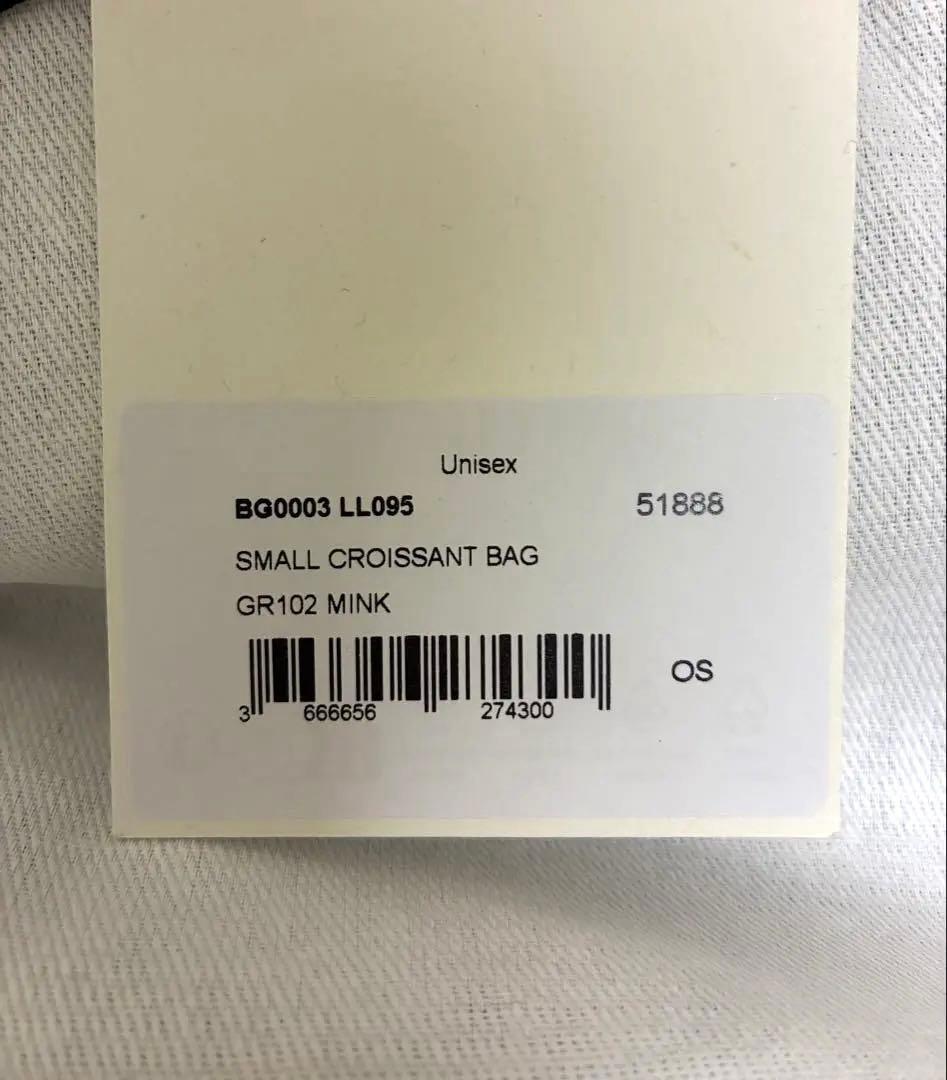 Unisex
BG0003 LL095 51888
SMALL CROISSANT BAG
GR102 MINK
OS
3 666656 274300